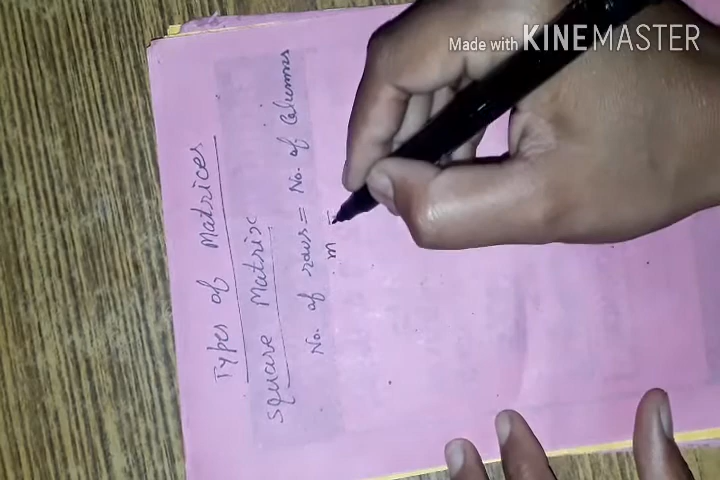 Types of Matrices
Square Matrix
No. of rows = No. of Columns
m =
Made with KINEMASTER